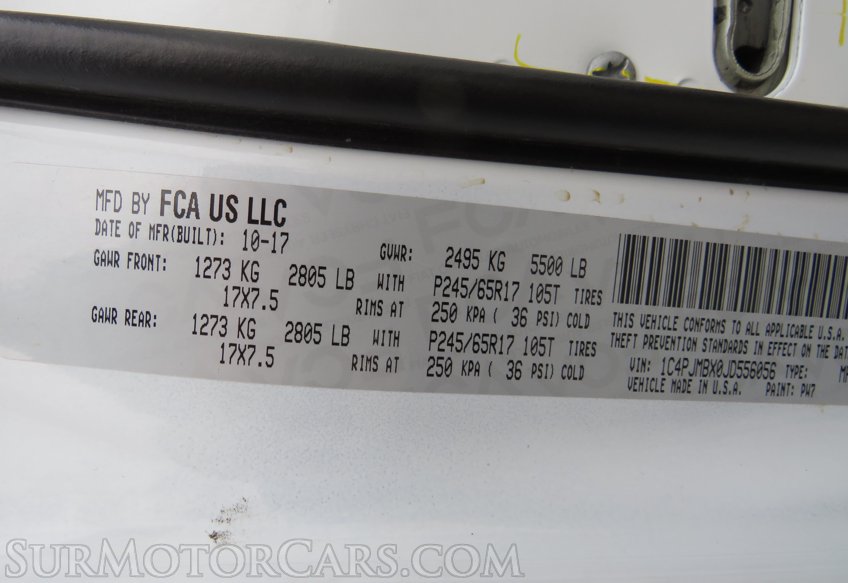 MFD BY FCA US LLC
DATE OF MFR(BUILT): 10-17 GVWR: 2495 KG 5500 LB
GAWR FRONT: 1273 KG 2805 LB WITH P245/65R17 105T TIRES
17X7.5 RIMS AT 250 KPA ( 36 PSI) COLD
GAWR REAR: 1273 KG 2805 LB WITH P245/65R17 105T TIRES
17X7.5 RIMS AT 250 KPA ( 36 PSI) COLD
THIS VEHICLE CONFORMS TO ALL APPLICABLE U.S.A.
THEFT PREVENTION STANDARDS IN EFFECT ON THE DA
VIN: 1C4PJMBX0JD556056 TYPE: MP
VEHICLE MADE IN U.S.A. PAINT: PW7
SURMOTORCARS.COM